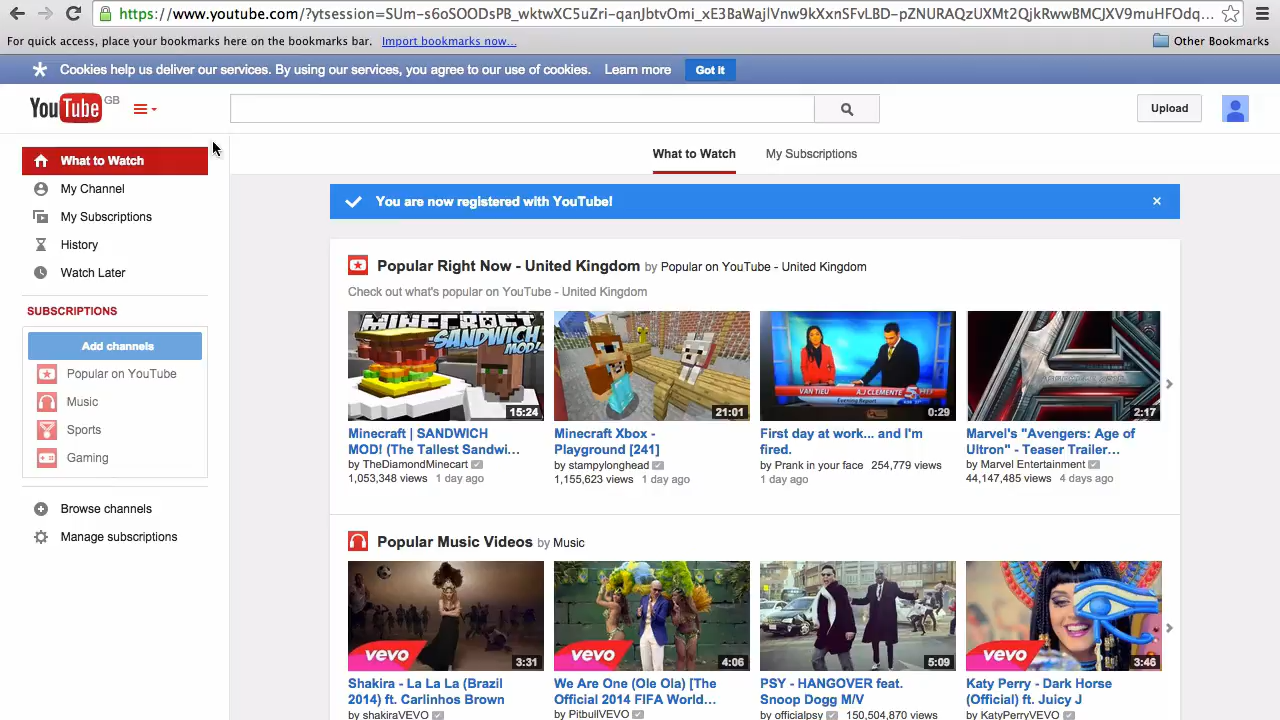 https://www.youtube.com/?ytsession=SUm-s6oSOODsPB_wktwXC5uZri-qanJbtvOmi_xE3BaWajlVnw9kXxnSFvLBD-pZNURAQzUXMt2QjkRwwBMCJXV9muHFOdq...
For quick access, place your bookmarks here on the bookmarks bar. Import bookmarks now... Other Bookmarks
Cookies help us deliver our services. By using our services, you agree to our use of cookies. Learn more Got it
YouTube GB
Upload
What to Watch
My Channel
My Subscriptions
History
Watch Later
SUBSCRIPTIONS
Add channels
Popular on YouTube
Music
Sports
Gaming
Browse channels
Manage subscriptions
What to Watch My Subscriptions
You are now registered with YouTube!
Popular Right Now - United Kingdom by Popular on YouTube - United Kingdom
Check out what's popular on YouTube - United Kingdom
MINECRAFT
SANDWICH
MOD!
15:24
Minecraft | SANDWICH
MOD! (The Tallest Sandwi...
by TheDiamondMinecart
1,053,348 views 1 day ago
21:01
Minecraft Xbox -
Playground [241]
by stampylonghead
1,155,623 views 1 day ago
VAN TIEU A.J CLEMENTE 5
Evening Report
0:29
First day at work... and I'm
fired.
by Prank in your face 254,779 views
1 day ago
2:17
Marvel's "Avengers: Age of
Ultron" - Teaser Trailer...
by Marvel Entertainment
44,147,485 views 4 days ago
Popular Music Videos by Music
vevo
3:31
Shakira - La La La (Brazil
2014) ft. Carlinhos Brown
by shakiraVEVO
vevo
4:06
We Are One (Ole Ola) [The
Official 2014 FIFA World...
by PitbullVEVO
5:09
PSY - HANGOVER feat.
Snoop Dogg M/V
by officialpsy 150,504,870 views
vevo
3:46
Katy Perry - Dark Horse
(Official) ft. Juicy J
by KatyPerryVEVO